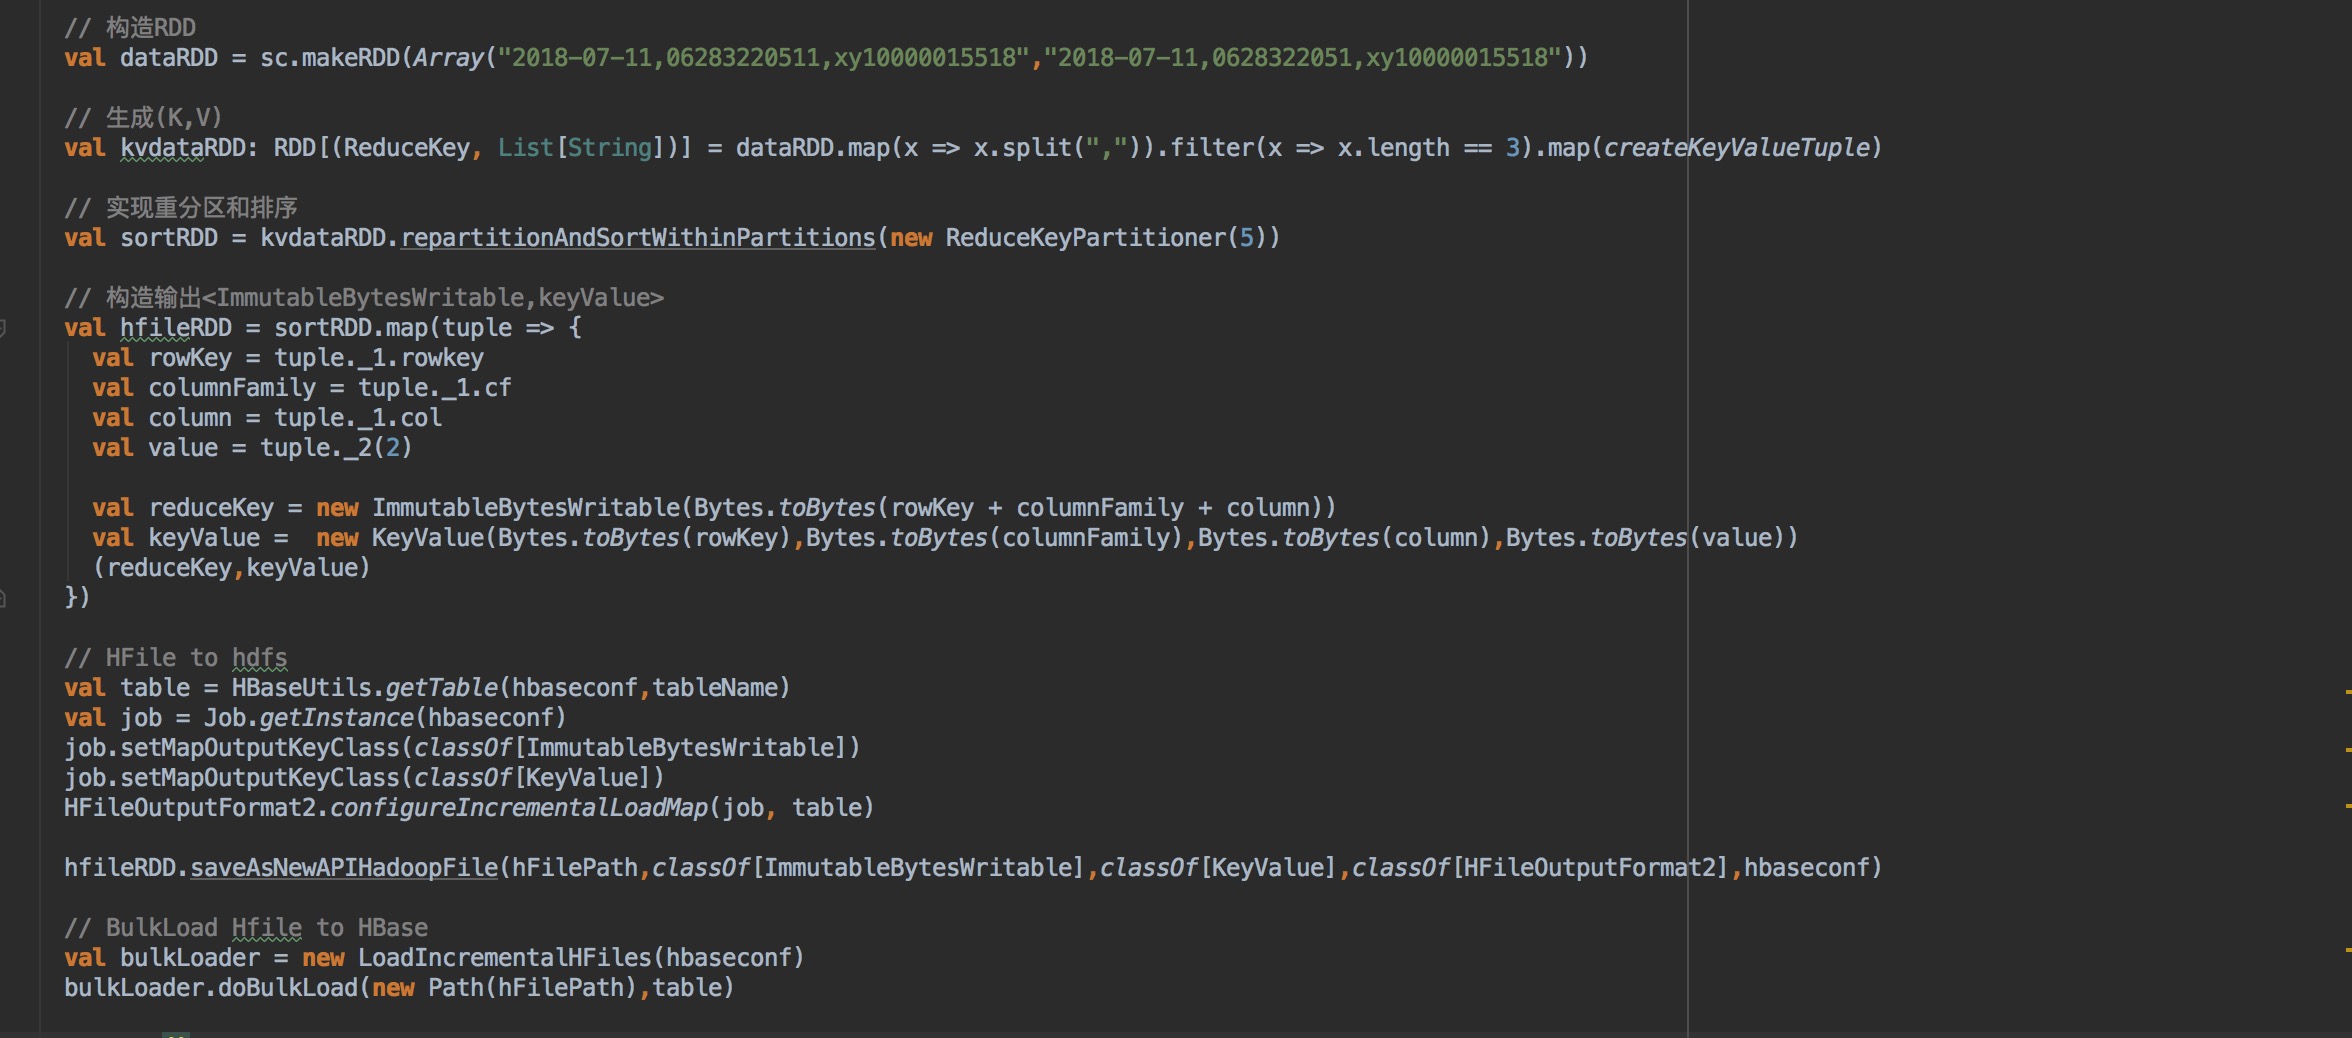 // 构造RDD
val dataRDD = sc.makeRDD(Array("2018-07-11,06283220511,xy10000015518","2018-07-11,0628322051,xy10000015518"))
// 生成(K,V)
val kvdataRDD: RDD[(ReduceKey, List[String])] = dataRDD.map(x => x.split(",")).filter(x => x.length == 3).map(createKeyValueTuple)
// 实现重分区和排序
val sortRDD = kvdataRDD.repartitionAndSortWithinPartitions(new ReduceKeyPartitioner(5))
// 构造输出<ImmutableBytesWritable,keyValue>
val hfileRDD = sortRDD.map(tuple => {
  val rowKey = tuple._1.rowkey
  val columnFamily = tuple._1.cf
  val column = tuple._1.col
  val value = tuple._2(2)
  val reduceKey = new ImmutableBytesWritable(Bytes.toBytes(rowKey + columnFamily + column))
  val keyValue =  new KeyValue(Bytes.toBytes(rowKey),Bytes.toBytes(columnFamily),Bytes.toBytes(column),Bytes.toBytes(value))
  (reduceKey,keyValue)
})
// HFile to hdfs
val table = HBaseUtils.getTable(hbaseconf,tableName)
val job = Job.getInstance(hbaseconf)
job.setMapOutputKeyClass(classOf[ImmutableBytesWritable])
job.setMapOutputKeyClass(classOf[KeyValue])
HFileOutputFormat2.configureIncrementalLoadMap(job, table)
hfileRDD.saveAsNewAPIHadoopFile(hFilePath,classOf[ImmutableBytesWritable],classOf[KeyValue],classOf[HFileOutputFormat2],hbaseconf)
// BulkLoad Hfile to HBase
val bulkLoader = new LoadIncrementalHFiles(hbaseconf)
bulkLoader.doBulkLoad(new Path(hFilePath),table)